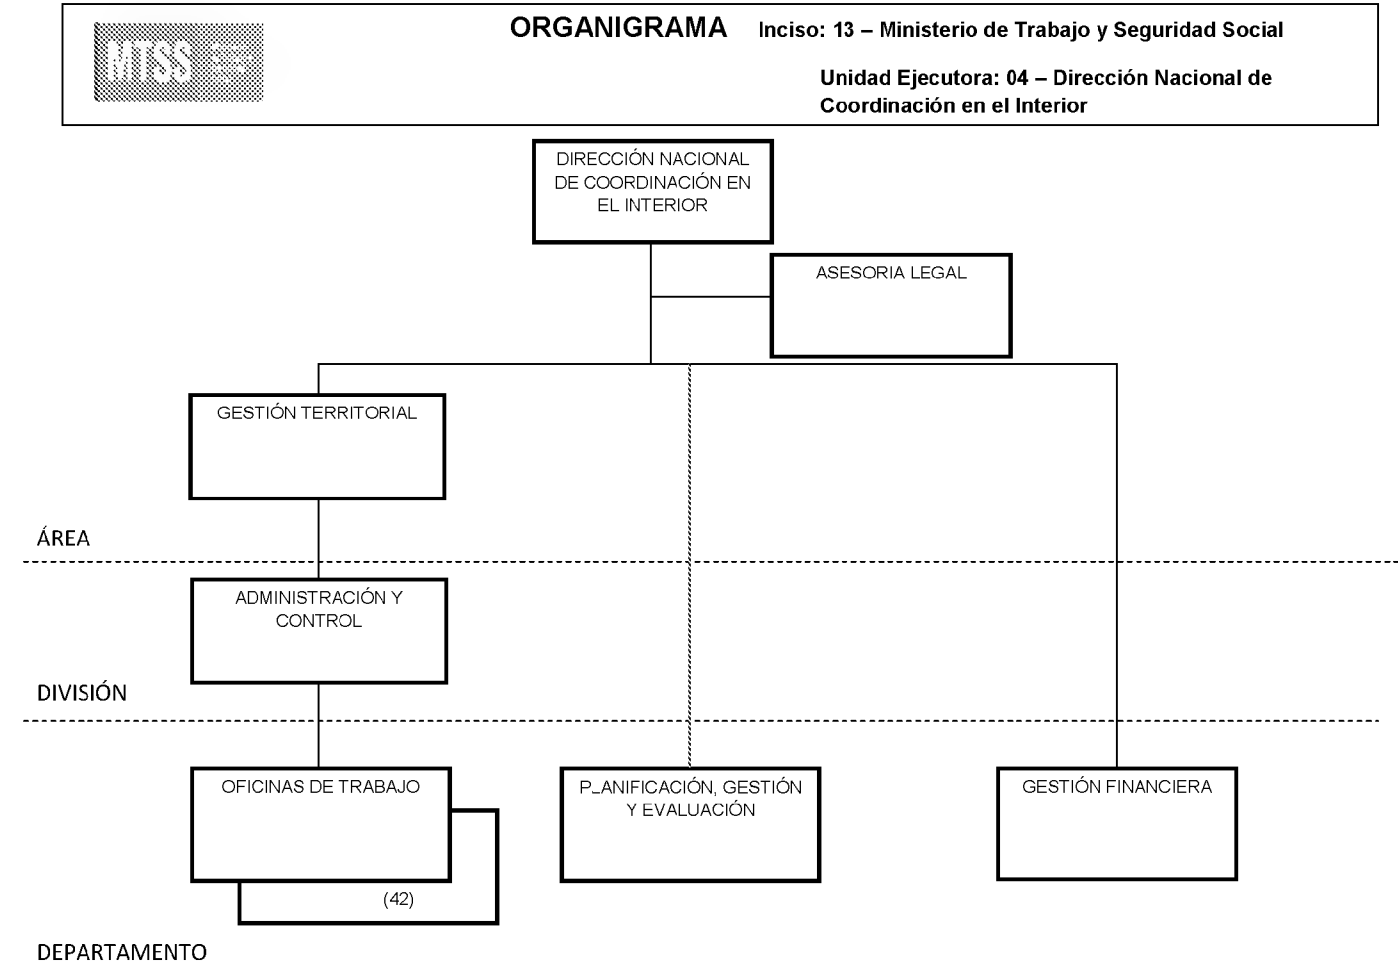 MTSS
ORGANIGRAMA Inciso: 13 – Ministerio de Trabajo y Seguridad Social
Unidad Ejecutora: 04 – Dirección Nacional de
Coordinación en el Interior
DIRECCIÓN NACIONAL
DE COORDINACIÓN EN
EL INTERIOR
ASESORIA LEGAL
GESTIÓN TERRITORIAL
ÁREA
ADMINISTRACIÓN Y
CONTROL
DIVISIÓN
OFICINAS DE TRABAJO
(42)
PLANIFICACIÓN, GESTIÓN
Y EVALUACIÓN
GESTIÓN FINANCIERA
DEPARTAMENTO